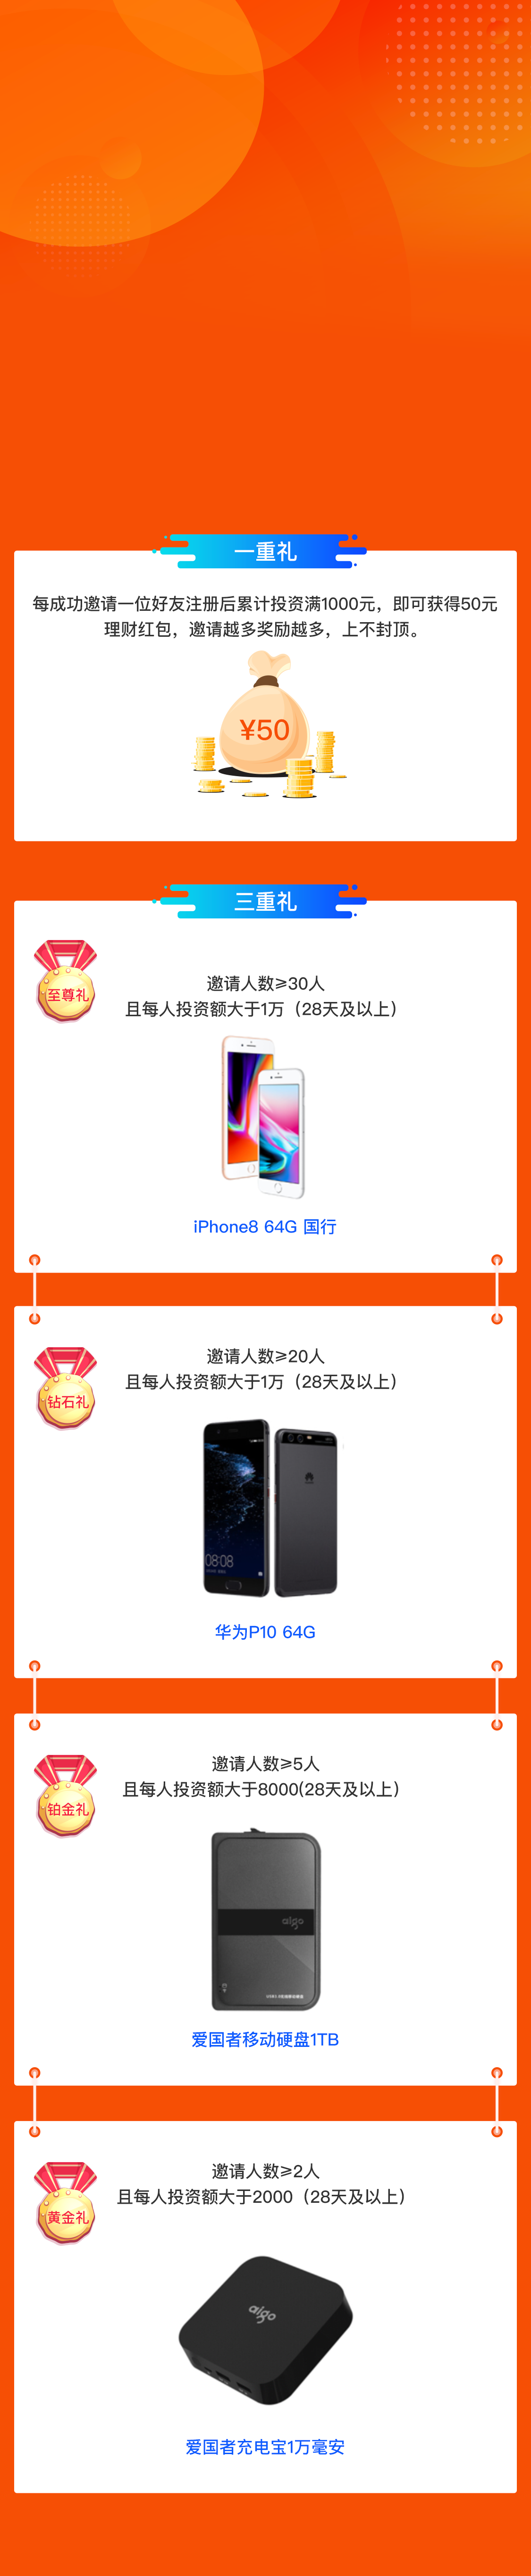 一重礼
每成功邀请一位好友注册后累计投资满1000元，即可获得50元
理财红包，邀请越多奖励越多，上不封顶。
¥50
三重礼
至尊礼
邀请人数≥30人
且每人投资额大于1万（28天及以上）
iPhone8 64G 国行
钻石礼
邀请人数≥20人
且每人投资额大于1万（28天及以上）
08:08
华为P10 64G
铂金礼
邀请人数≥5人
且每人投资额大于8000(28天及以上）
aigo
爱国者移动硬盘1TB
黄金礼
邀请人数≥2人
且每人投资额大于2000（28天及以上）
aigo
爱国者充电宝1万毫安